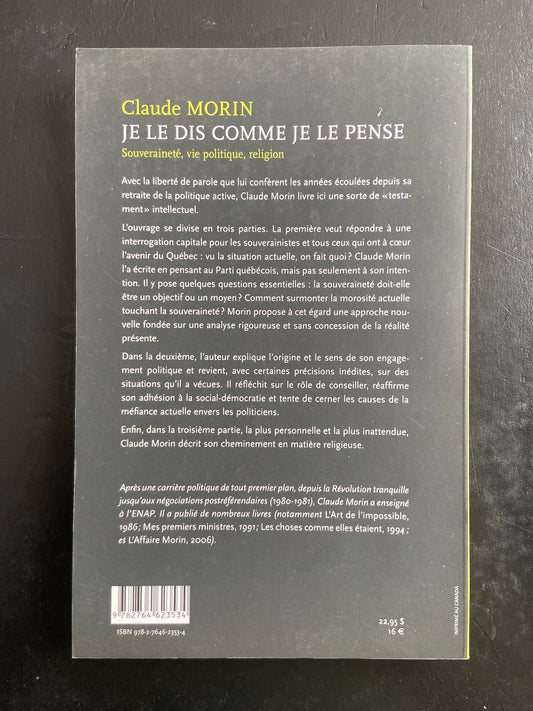 Claude MORIN
JE LE DIS COMME JE LE PENSE
Souveraineté, vie politique, religion
Avec la liberté de parole que lui confèrent les années écoulées depuis sa
retraite de la politique active, Claude Morin livre ici une sorte de « testa-
ment » intellectuel.
L'ouvrage se divise en trois parties. La première veut répondre à une
interrogation capitale pour les souverainistes et tous ceux qui ont à cœur
l'avenir du Québec : vu la situation actuelle, on fait quoi ? Claude Morin
l'a écrite en pensant au Parti québécois, mais pas seulement à son inten-
tion. Il y pose quelques questions essentielles : la souveraineté doit-elle
être un objectif ou un moyen ? Comment surmonter la morosité actuelle
touchant la souveraineté ? Morin propose à cet égard une approche nou-
velle fondée sur une analyse rigoureuse et sans concession de la réalité
présente.
Dans la deuxième, l'auteur explique l'origine et le sens de son engage-
ment politique et revient, avec certaines précisions inédites, sur des
situations qu'il a vécues. Il réfléchit sur le rôle de conseiller, réaffirme
son adhésion à la social-démocratie et tente de cerner les causes de la
méfiance actuelle envers les politiciens.
Enfin, dans la troisième partie, la plus personnelle et la plus inattendue,
Claude Morin décrit son cheminement en matière religieuse.
Après une carrière politique de tout premier plan, depuis la Révolution tranquille
jusqu'aux négociations postréférendaires (1980-1981), Claude Morin a enseigné
à l'ENAP. Il a publié de nombreux livres (notamment L'Art de l'impossible,
1986 ; Mes premiers ministres, 1991 ; Les choses comme elles étaient, 1994 ;
et L'Affaire Morin, 2006).
9 782764 623534
ISBN 978-2-7646-2353-4
22,95 $
16 €
IMPRIMÉ AU CANADA